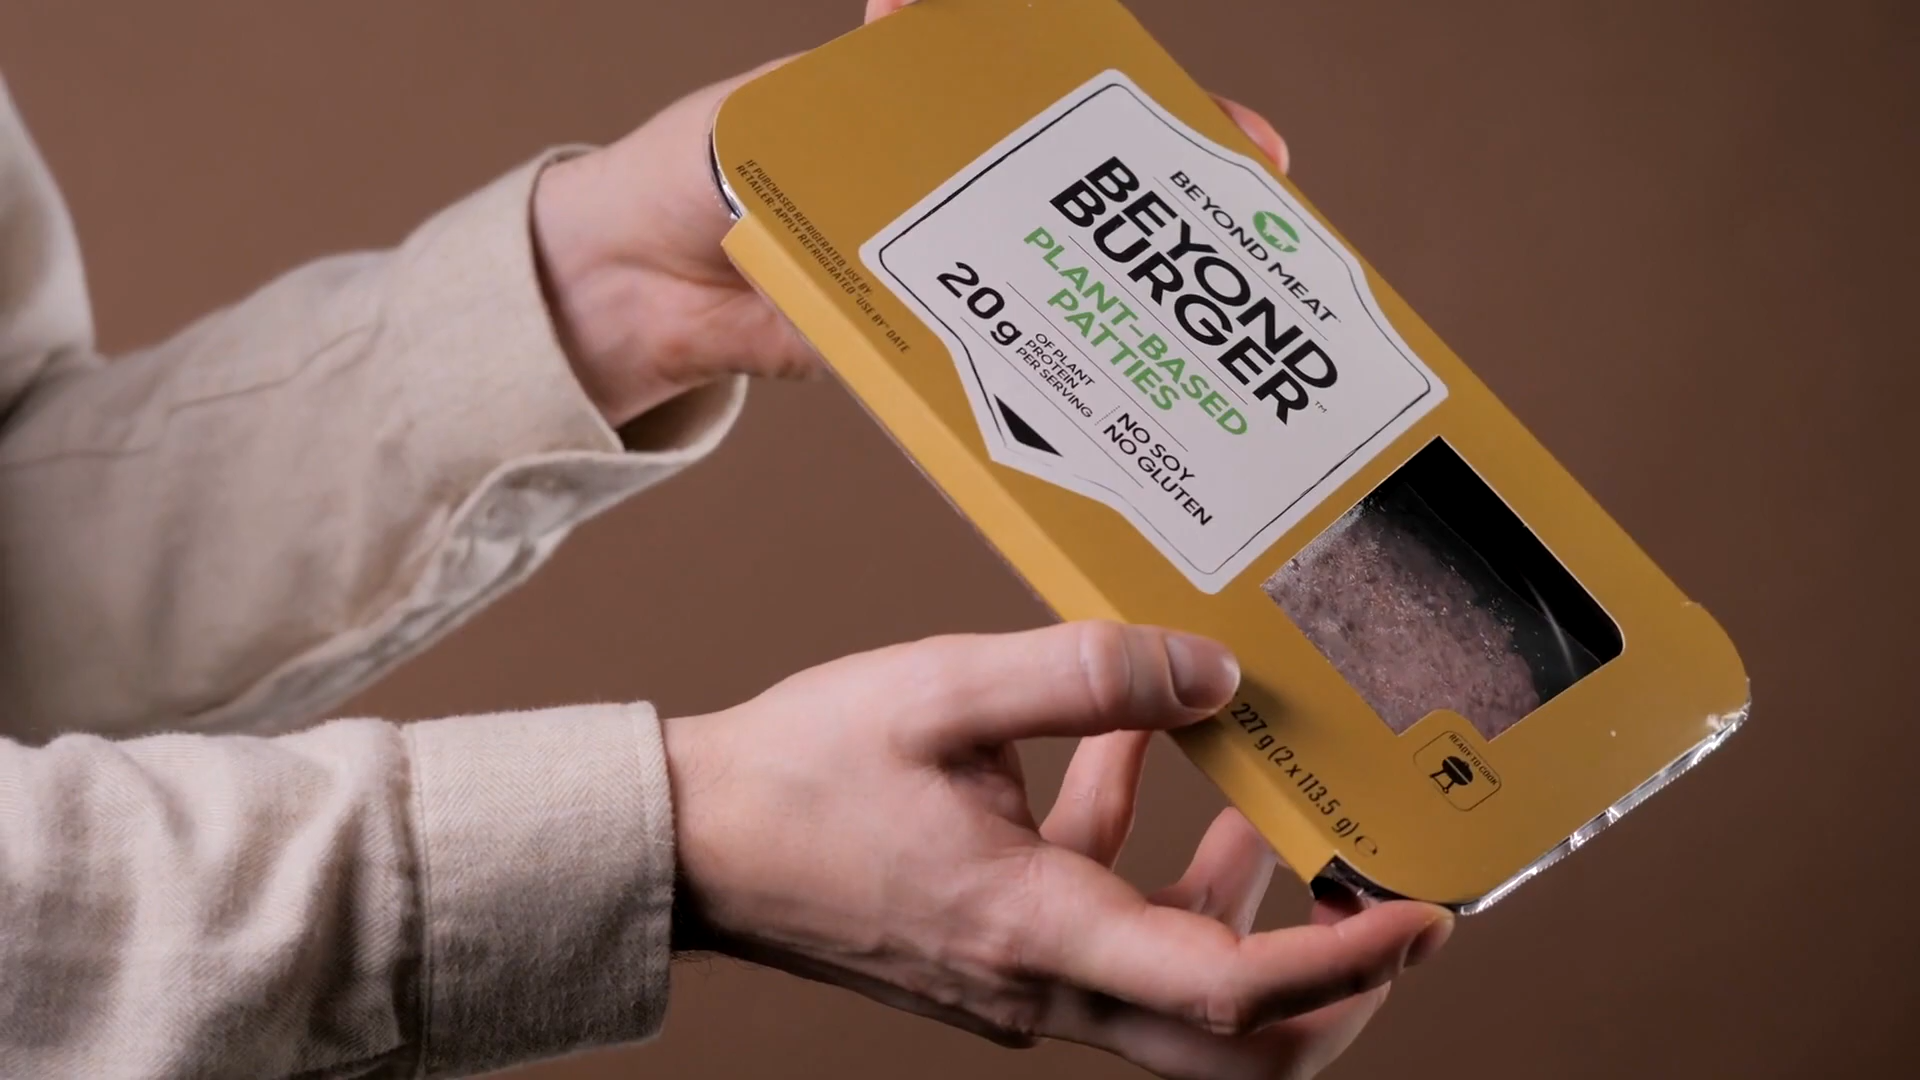 BEYOND MEAT
BEYOND
BURGER™
PLANT-BASED
PATTIES
20g
OF PLANT
PROTEIN
PER SERVING
NO SOY
NO GLUTEN
IF PURCHASED REFRIGERATED, USE BY:
RETAILER: APPLY REFRIGERATED "USE BY" DATE
227 g (2 x 113.5 g) ℮
READY TO COOK